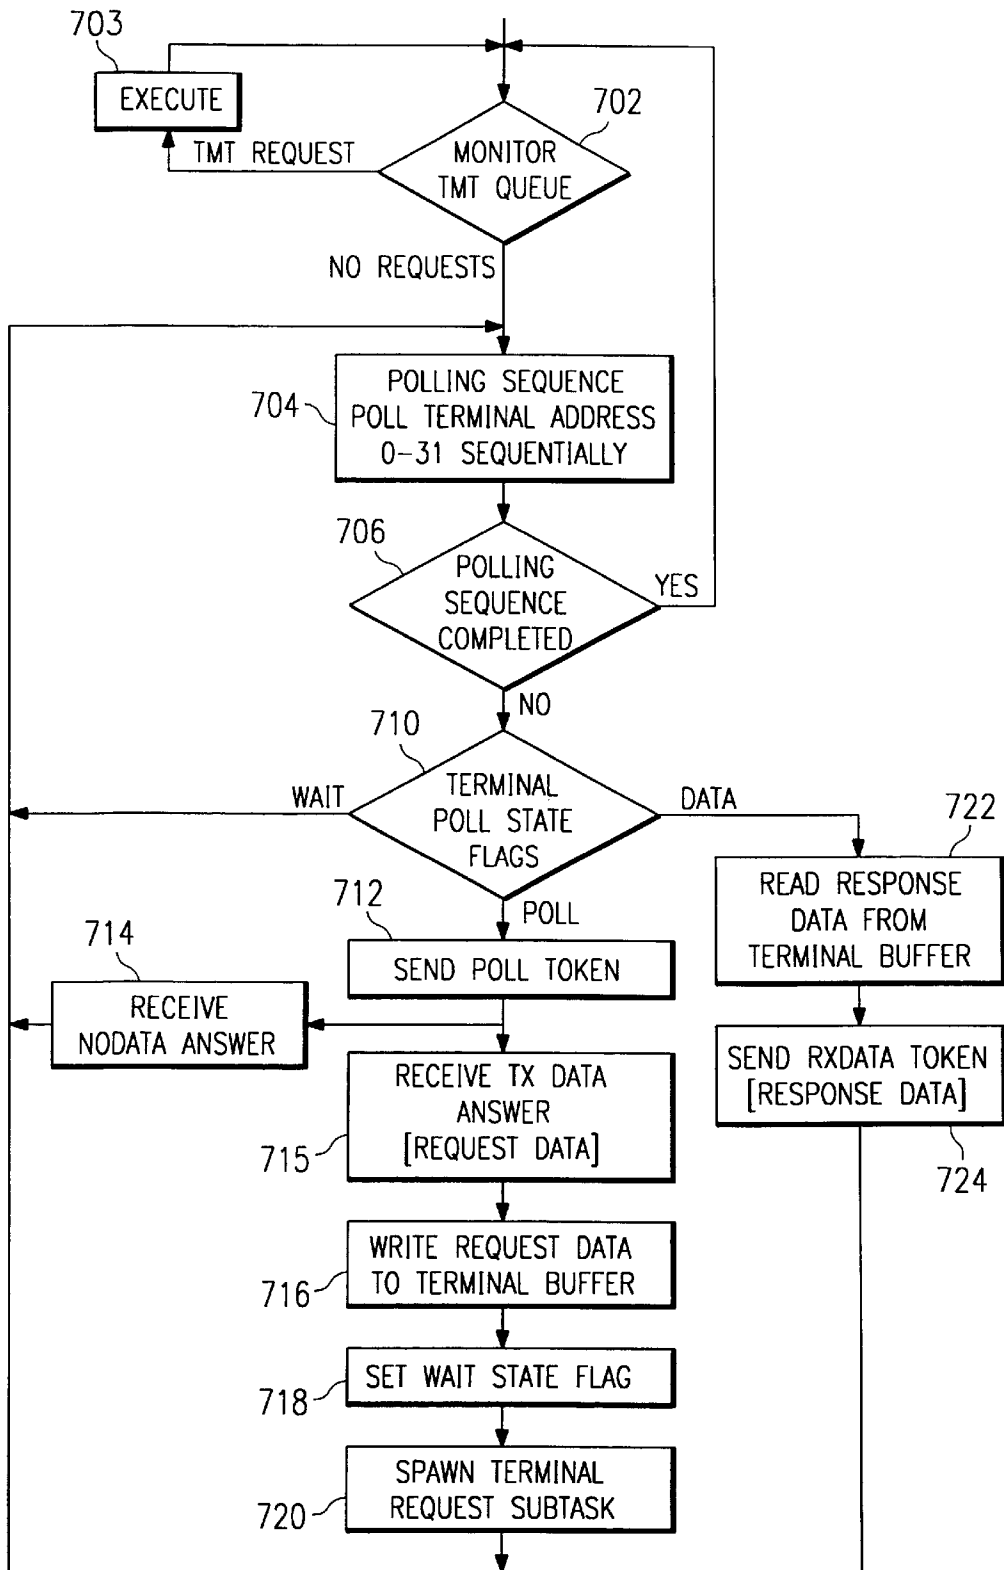 703
EXECUTE
702
TMT REQUEST
MONITOR
TMT QUEUE
NO REQUESTS
704
POLLING SEQUENCE
POLL TERMINAL ADDRESS
0-31 SEQUENTIALLY
706
POLLING
SEQUENCE
COMPLETED
YES
NO
710
WAIT
TERMINAL
POLL STATE
FLAGS
DATA
722
READ RESPONSE
DATA FROM
TERMINAL BUFFER
712
POLL
714
SEND POLL TOKEN
RECEIVE
NODATA ANSWER
SEND RXDATA TOKEN
[RESPONSE DATA]
724
RECEIVE TX DATA
ANSWER
[REQUEST DATA]
715
WRITE REQUEST DATA
TO TERMINAL BUFFER
716
SET WAIT STATE FLAG
718
SPAWN TERMINAL
REQUEST SUBTASK
720